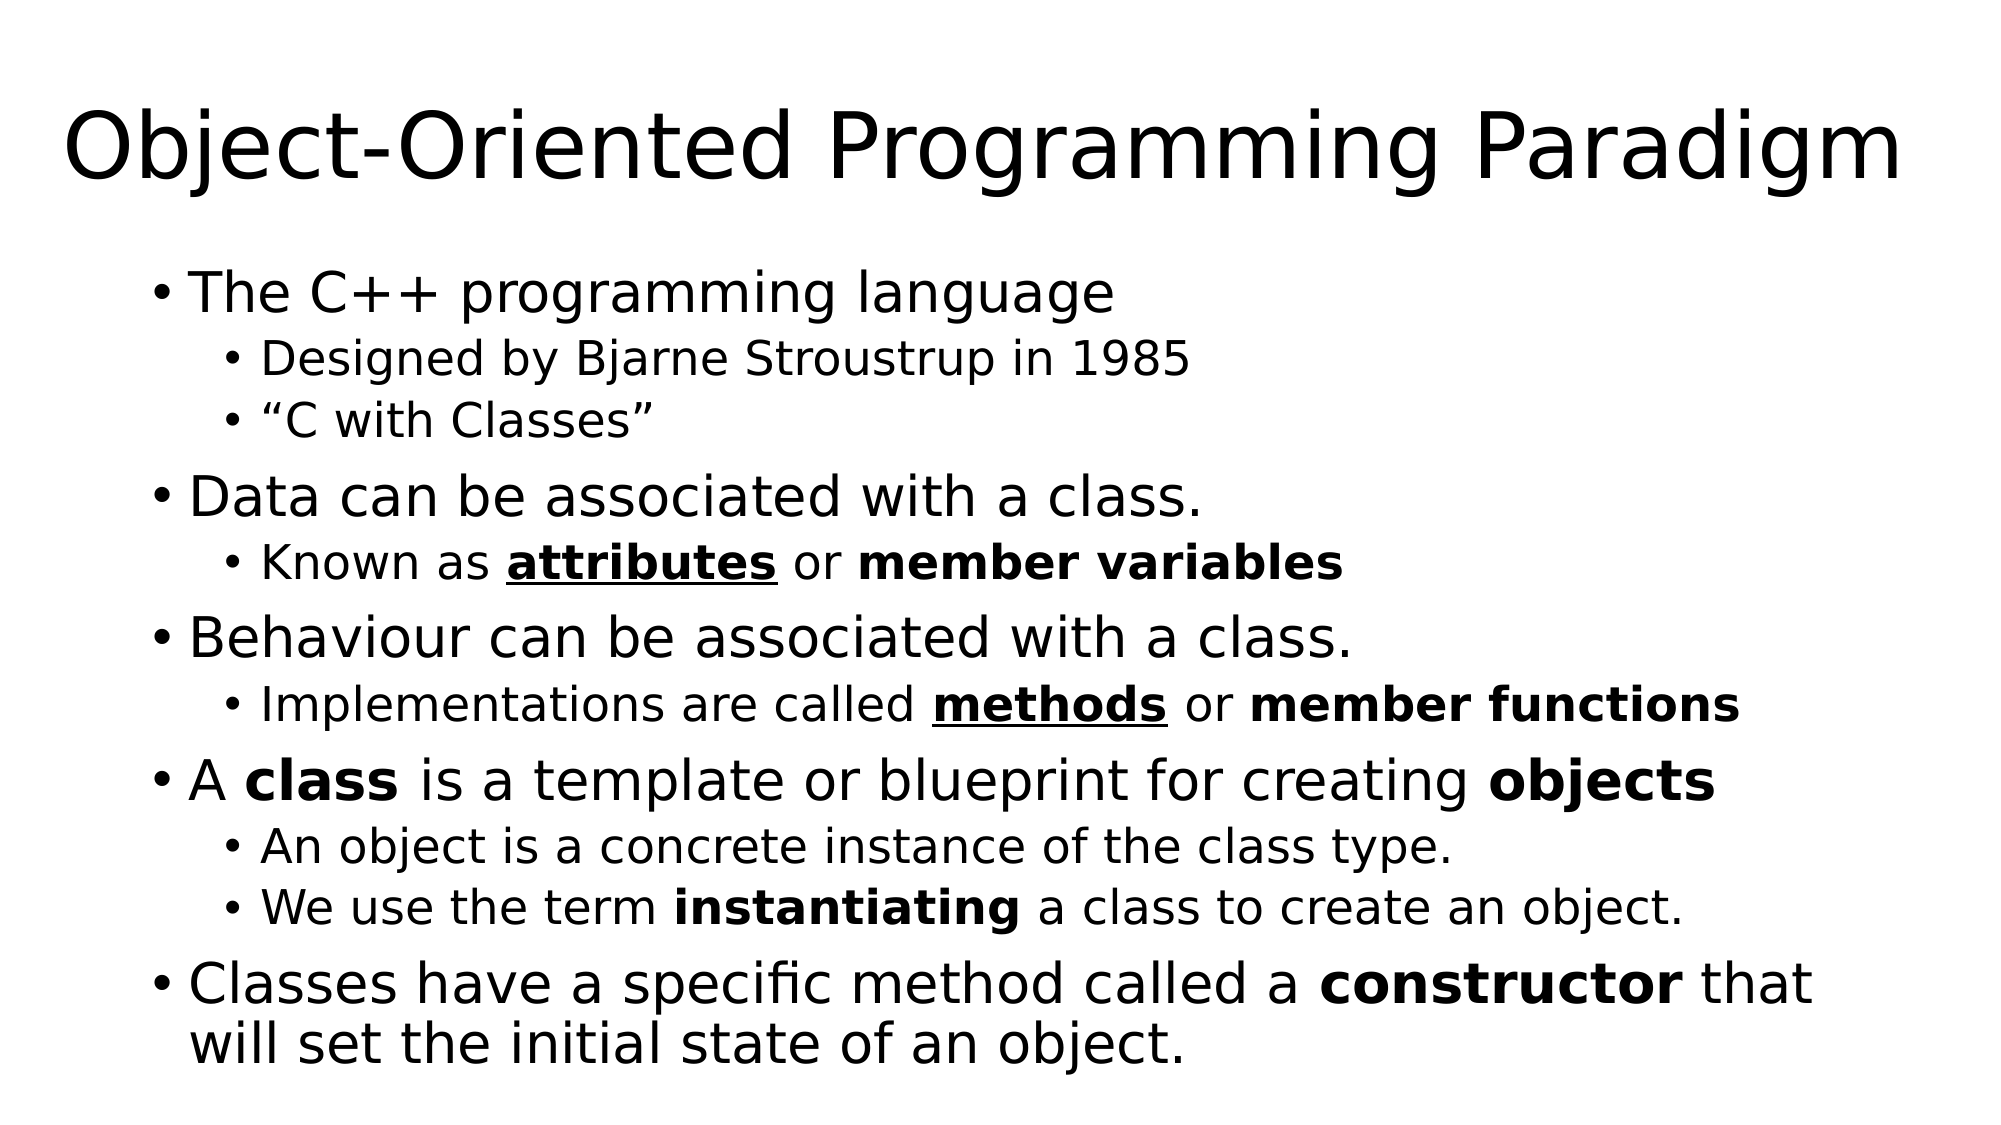 Object-Oriented Programming Paradigm
• The C++ programming language
• Designed by Bjarne Stroustrup in 1985
• “C with Classes”
• Data can be associated with a class.
• Known as attributes or member variables
• Behaviour can be associated with a class.
• Implementations are called methods or member functions
• A class is a template or blueprint for creating objects
• An object is a concrete instance of the class type.
• We use the term instantiating a class to create an object.
• Classes have a specific method called a constructor that
will set the initial state of an object.